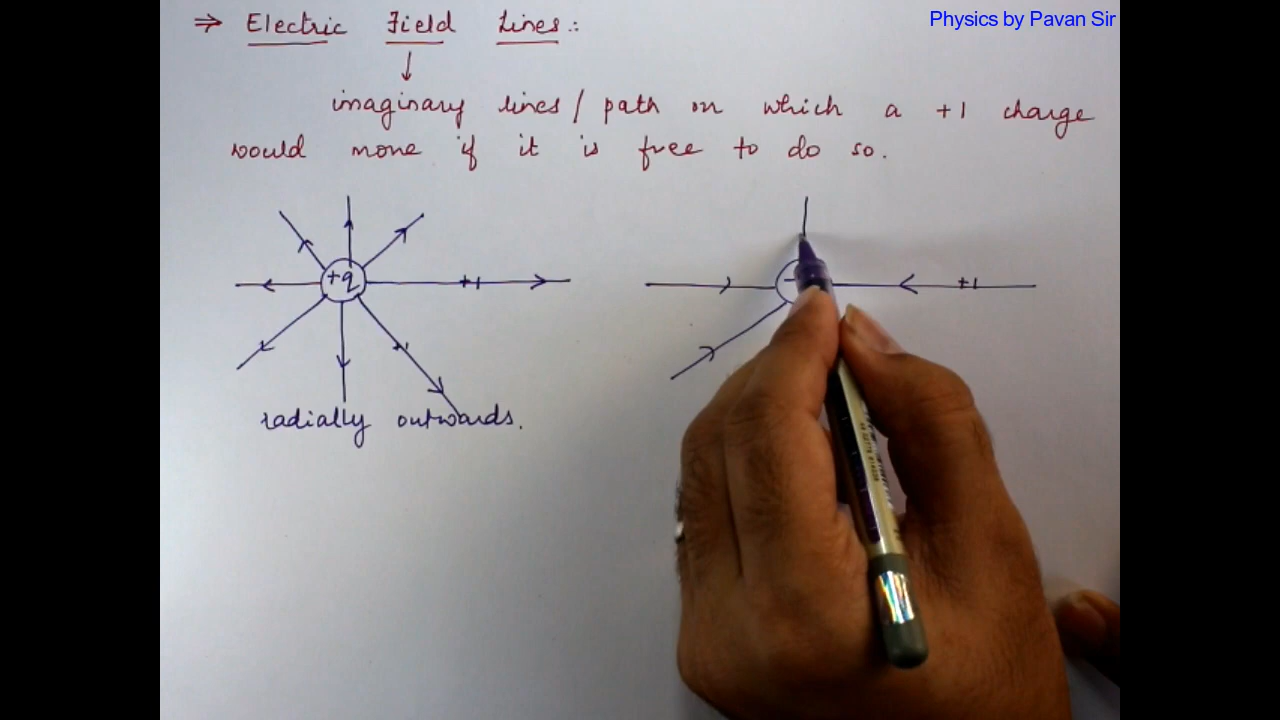 Physics by Pavan Sir
⇒ Electric Field Lines :
↓
imaginary lines / path on which a +1 charge
would move if it is free to do so.
+q +1
- +1
radially outwards.